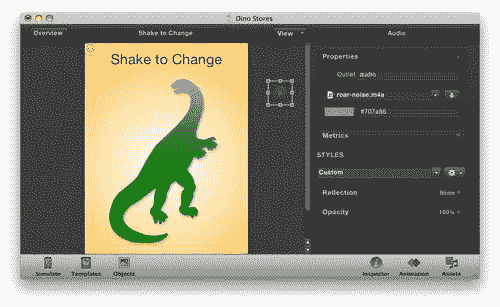 Dino Stores
Overview
Shake to Change
View
Audio
Shake to Change
Properties
Outlet audio
roar-noise.m4a
#707a86
Metrics
STYLES
Custom
Reflection None
Opacity 100%
Simulate Templates Objects
Inspector Animation Assets